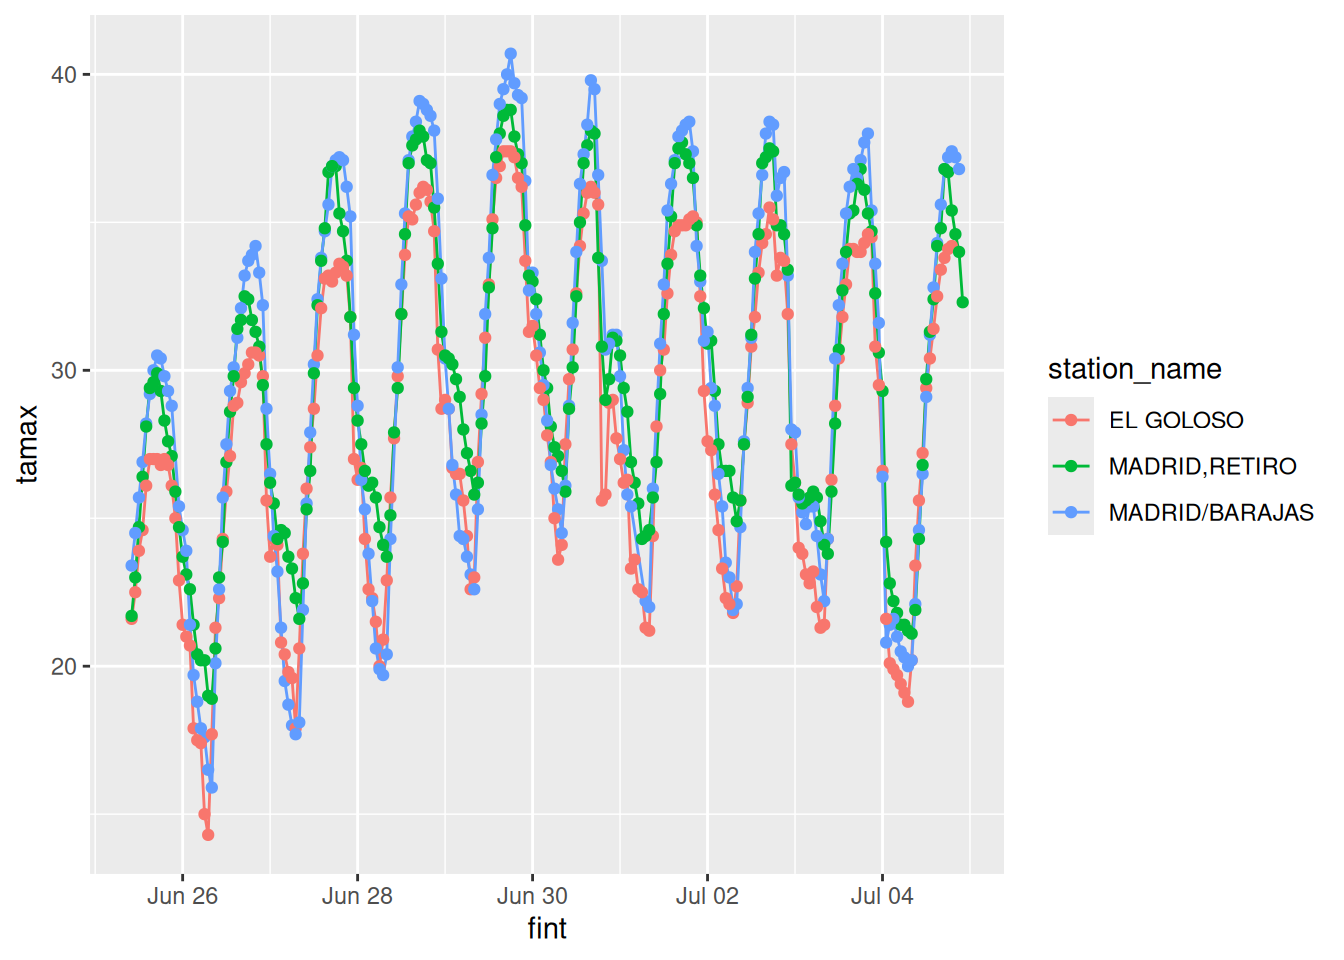 tamax
40
30
20
Jun 26
Jun 28
Jun 30
Jul 02
Jul 04
fint
station_name
EL GOLOSO
MADRID,RETIRO
MADRID/BARAJAS